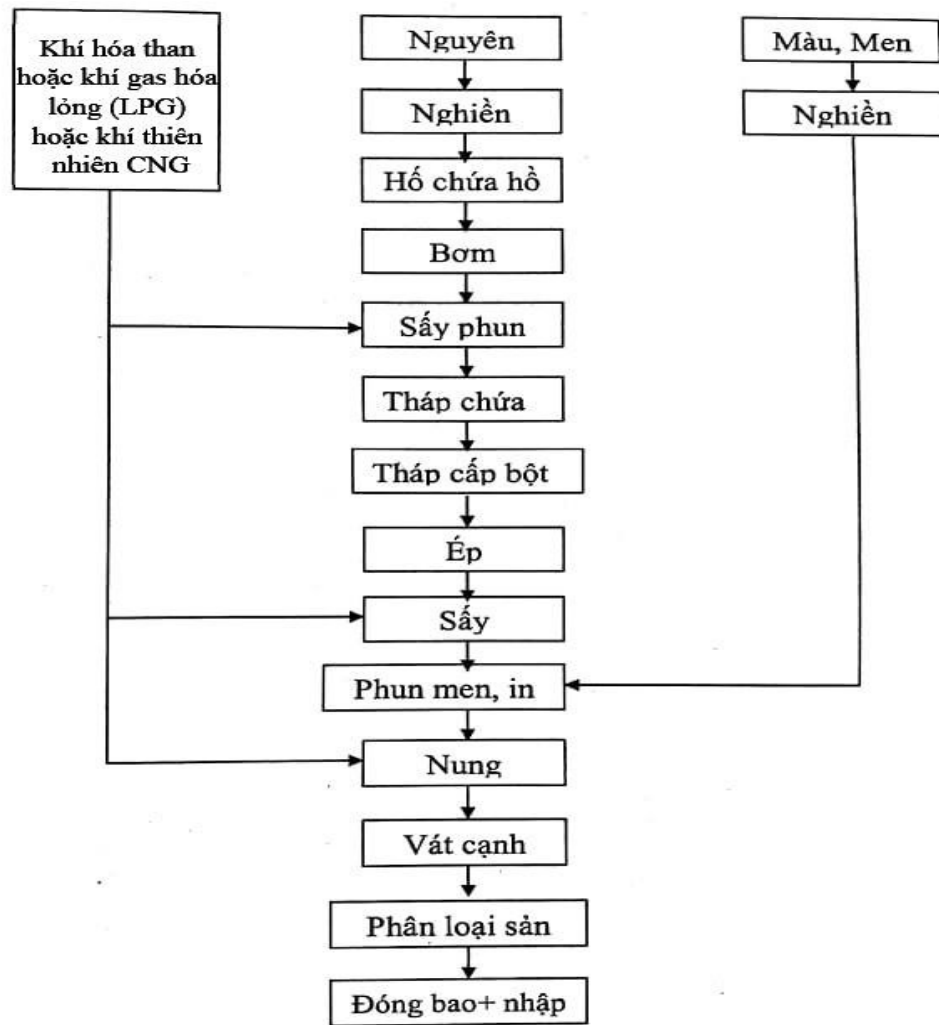 Khí hóa than
hoặc khí gas hóa
lỏng (LPG)
hoặc khí thiên
nhiên CNG
Nguyên
Nghiền
Hố chứa hồ
Bơm
Sấy phun
Tháp chứa
Tháp cấp bột
Ép
Sấy
Phun men, in
Nung
Vát cạnh
Phân loại sản
Đóng bao+ nhập
Màu, Men
Nghiền